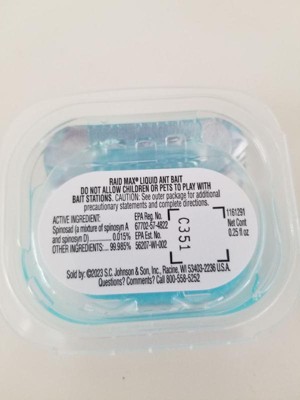 RAID MAX® LIQUID ANT BAIT
DO NOT ALLOW CHILDREN OR PETS TO PLAY WITH
BAIT STATIONS. CAUTION: See outer package for additional
precautionary statements and complete directions.
ACTIVE INGREDIENT: EPA Reg. No.
Spinosad (a mixture of spinosyn A 67702-57-4822
and spinosyn D)............ 0.015% EPA Est. No.
OTHER INGREDIENTS:... 99.985% 56207-WI-002
C351
1161291
Net Cont
0.25 fl oz
Sold by: ©2023 S.C. Johnson & Son, Inc., Racine, WI 53403-2236 U.S.A.
Questions? Comments? Call 800-558-5252